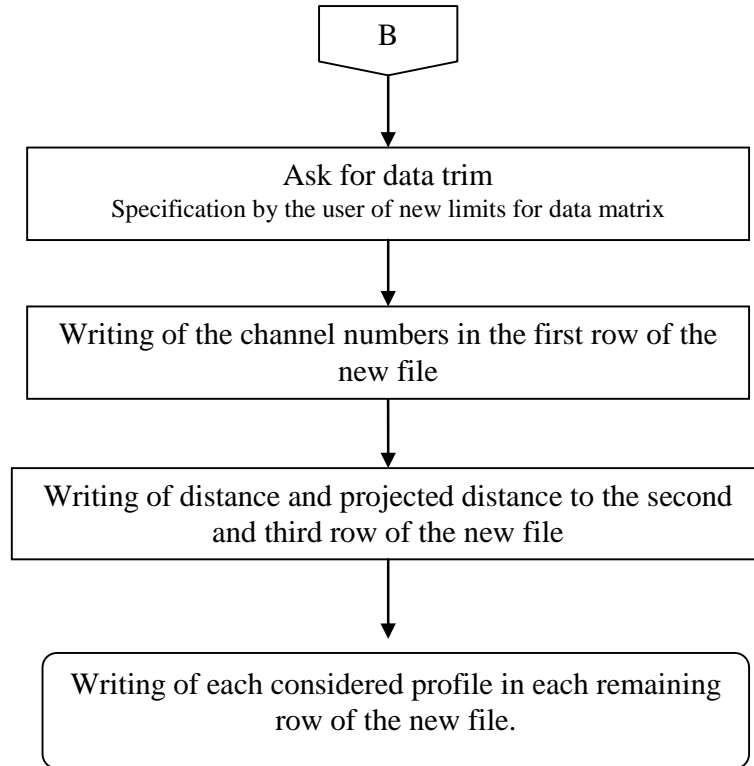 B
Ask for data trim
Specification by the user of new limits for data matrix
Writing of the channel numbers in the first row of the
new file
Writing of distance and projected distance to the second
and third row of the new file
Writing of each considered profile in each remaining
row of the new file.